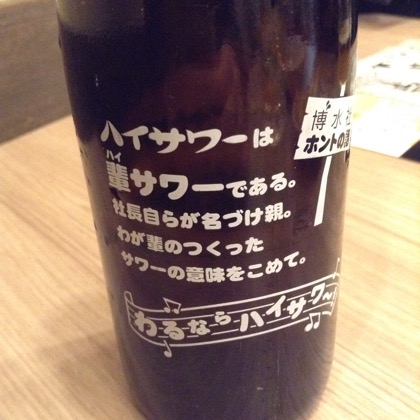 ハイサワーは
ハイ
輩サワーである。
社長自らが名づけ親。
わが輩のつくった
サワーの意味をこめて。
わるならハイサワー
博水社
ホントの